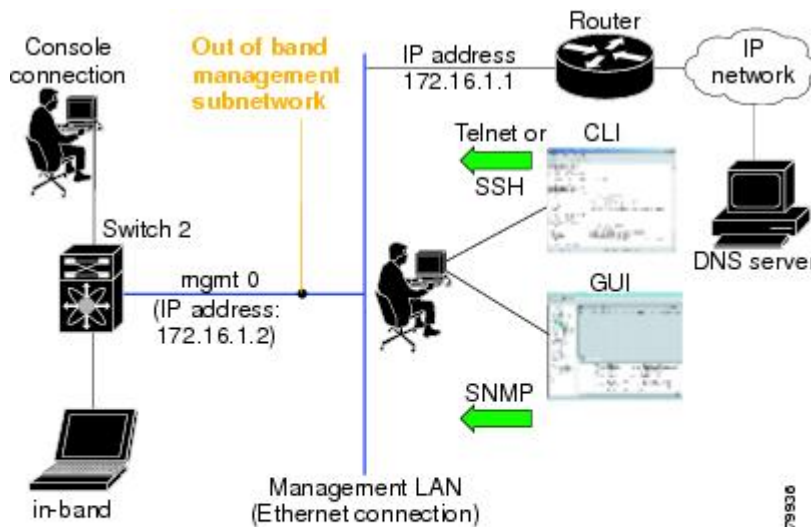 Console
connection
Out of band
management
subnetwork
Router
IP address
172.16.1.1
IP
network
Telnet or
SSH
CLI
Switch 2
mgmt 0
(IP address:
172.16.1.2)
DNS server
GUI
SNMP
in-band
Management LAN
(Ethernet connection)
79936